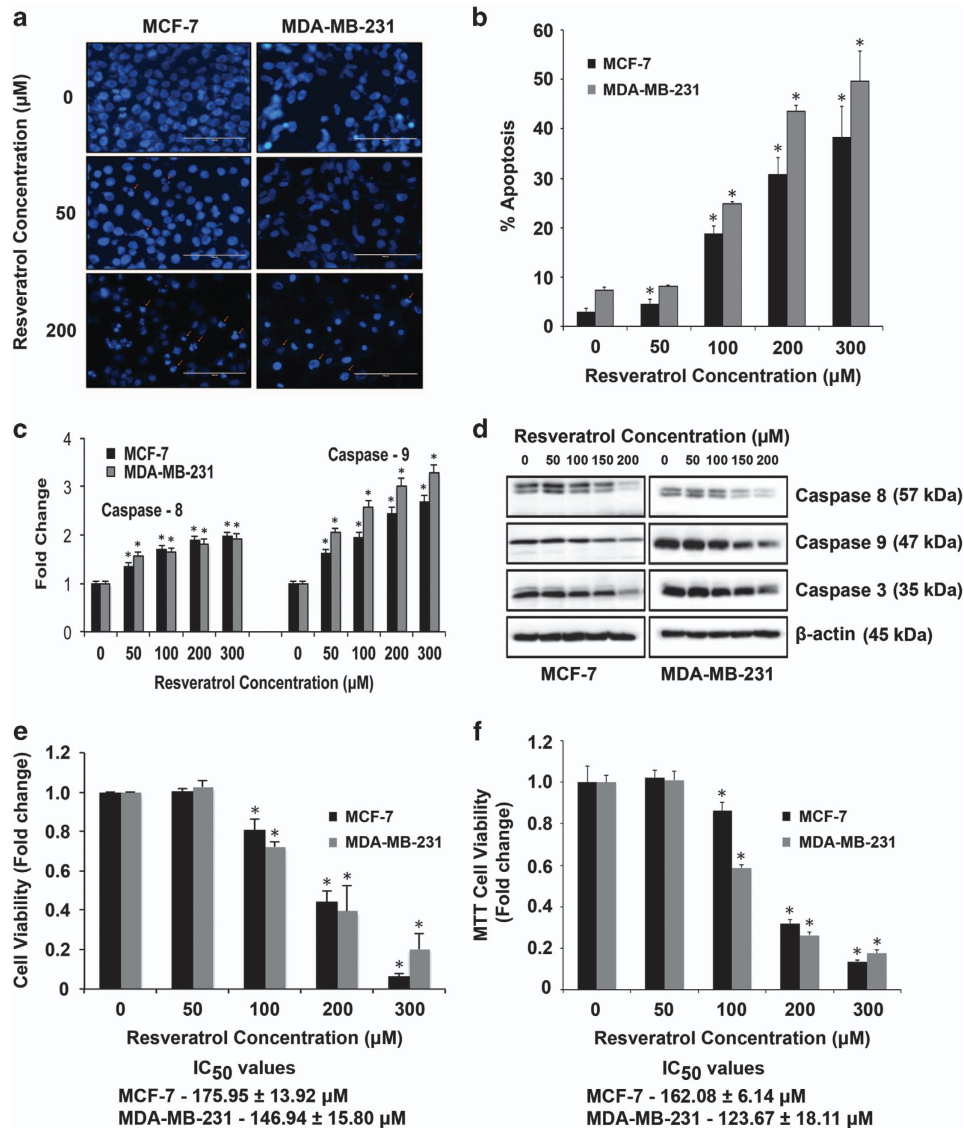 a
MCF-7 MDA-MB-231
Resveratrol Concentration (µM)
0
50
200
b
% Apoptosis
60
50
40
30
20
10
0
MCF-7
MDA-MB-231
* * * * * * *
0 50 100 200 300
Resveratrol Concentration (µM)
c
Fold Change
4
3
2
1
0
MCF-7
MDA-MB-231
Caspase - 8
Caspase - 9
* * * * * * * *
* * * * * * * *
0 50 100 200 300 0 50 100 200 300
Resveratrol Concentration (µM)
d
Resveratrol Concentration (µM)
0 50 100 150 200 0 50 100 150 200
Caspase 8 (57 kDa)
Caspase 9 (47 kDa)
Caspase 3 (35 kDa)
β-actin (45 kDa)
MCF-7 MDA-MB-231
e
Cell Viability (Fold change)
1.2
1.0
0.8
0.6
0.4
0.2
0
MCF-7
MDA-MB-231
* * * * * *
0 50 100 200 300
Resveratrol Concentration (µM)
IC50 values
MCF-7 - 175.95 ± 13.92 µM
MDA-MB-231 - 146.94 ± 15.80 µM
f
MTT Cell Viability
(Fold change)
1.2
1.0
0.8
0.6
0.4
0.2
0.0
MCF-7
MDA-MB-231
* * * * * *
0 50 100 200 300
Resveratrol Concentration (µM)
IC50 values
MCF-7 - 162.08 ± 6.14 µM
MDA-MB-231 - 123.67 ± 18.11 µM